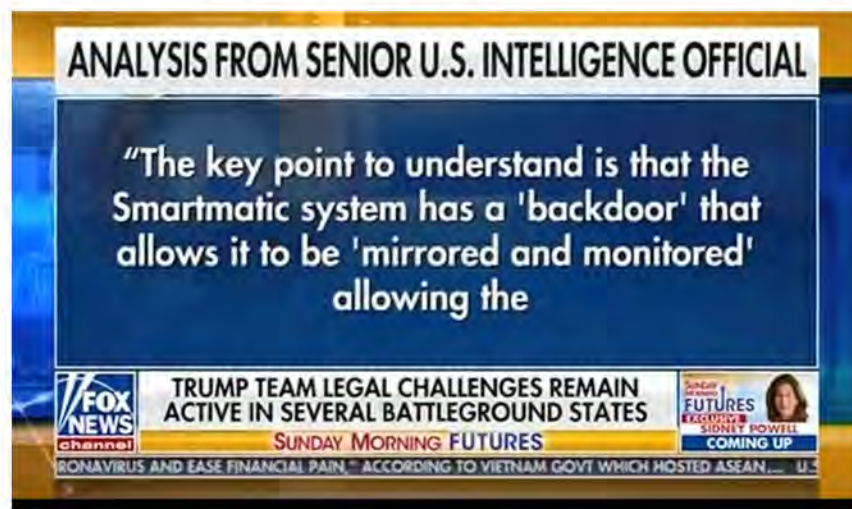 ANALYSIS FROM SENIOR U.S. INTELLIGENCE OFFICIAL
“The key point to understand is that the
Smartmatic system has a 'backdoor' that
allows it to be 'mirrored and monitored'
allowing the
FOX
NEWS
channel
TRUMP TEAM LEGAL CHALLENGES REMAIN
ACTIVE IN SEVERAL BATTLEGROUND STATES
SUNDAY MORNING FUTURES
SUNDAY
MORNING
FUTURES
EXCLUSIVE
SIDNEY POWELL
COMING UP
RONAVIRUS AND EASE FINANCIAL PAIN," ACCORDING TO VIETNAM GOVT WHICH HOSTED ASEAN.... U.S